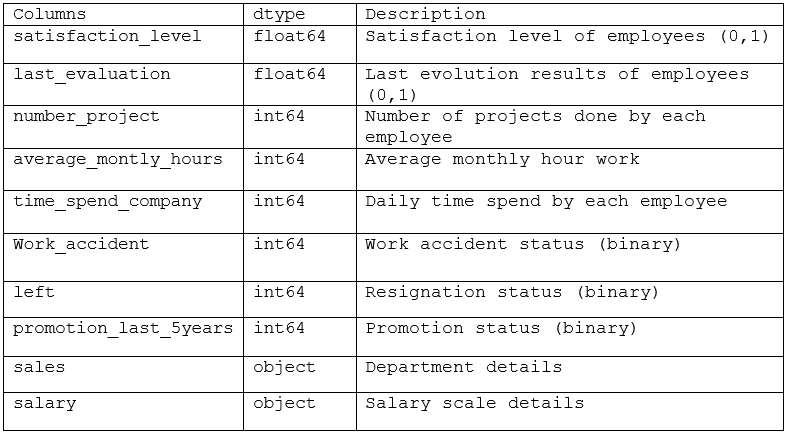 Columns dtype Description
satisfaction_level float64 Satisfaction level of employees (0,1)
last_evaluation float64 Last evolution results of employees
(0,1)
number_project int64 Number of projects done by each
employee
average_montly_hours int64 Average monthly hour work
time_spend_company int64 Daily time spend by each employee
Work_accident int64 Work accident status (binary)
left int64 Resignation status (binary)
promotion_last_5years int64 Promotion status (binary)
sales object Department details
salary object Salary scale details